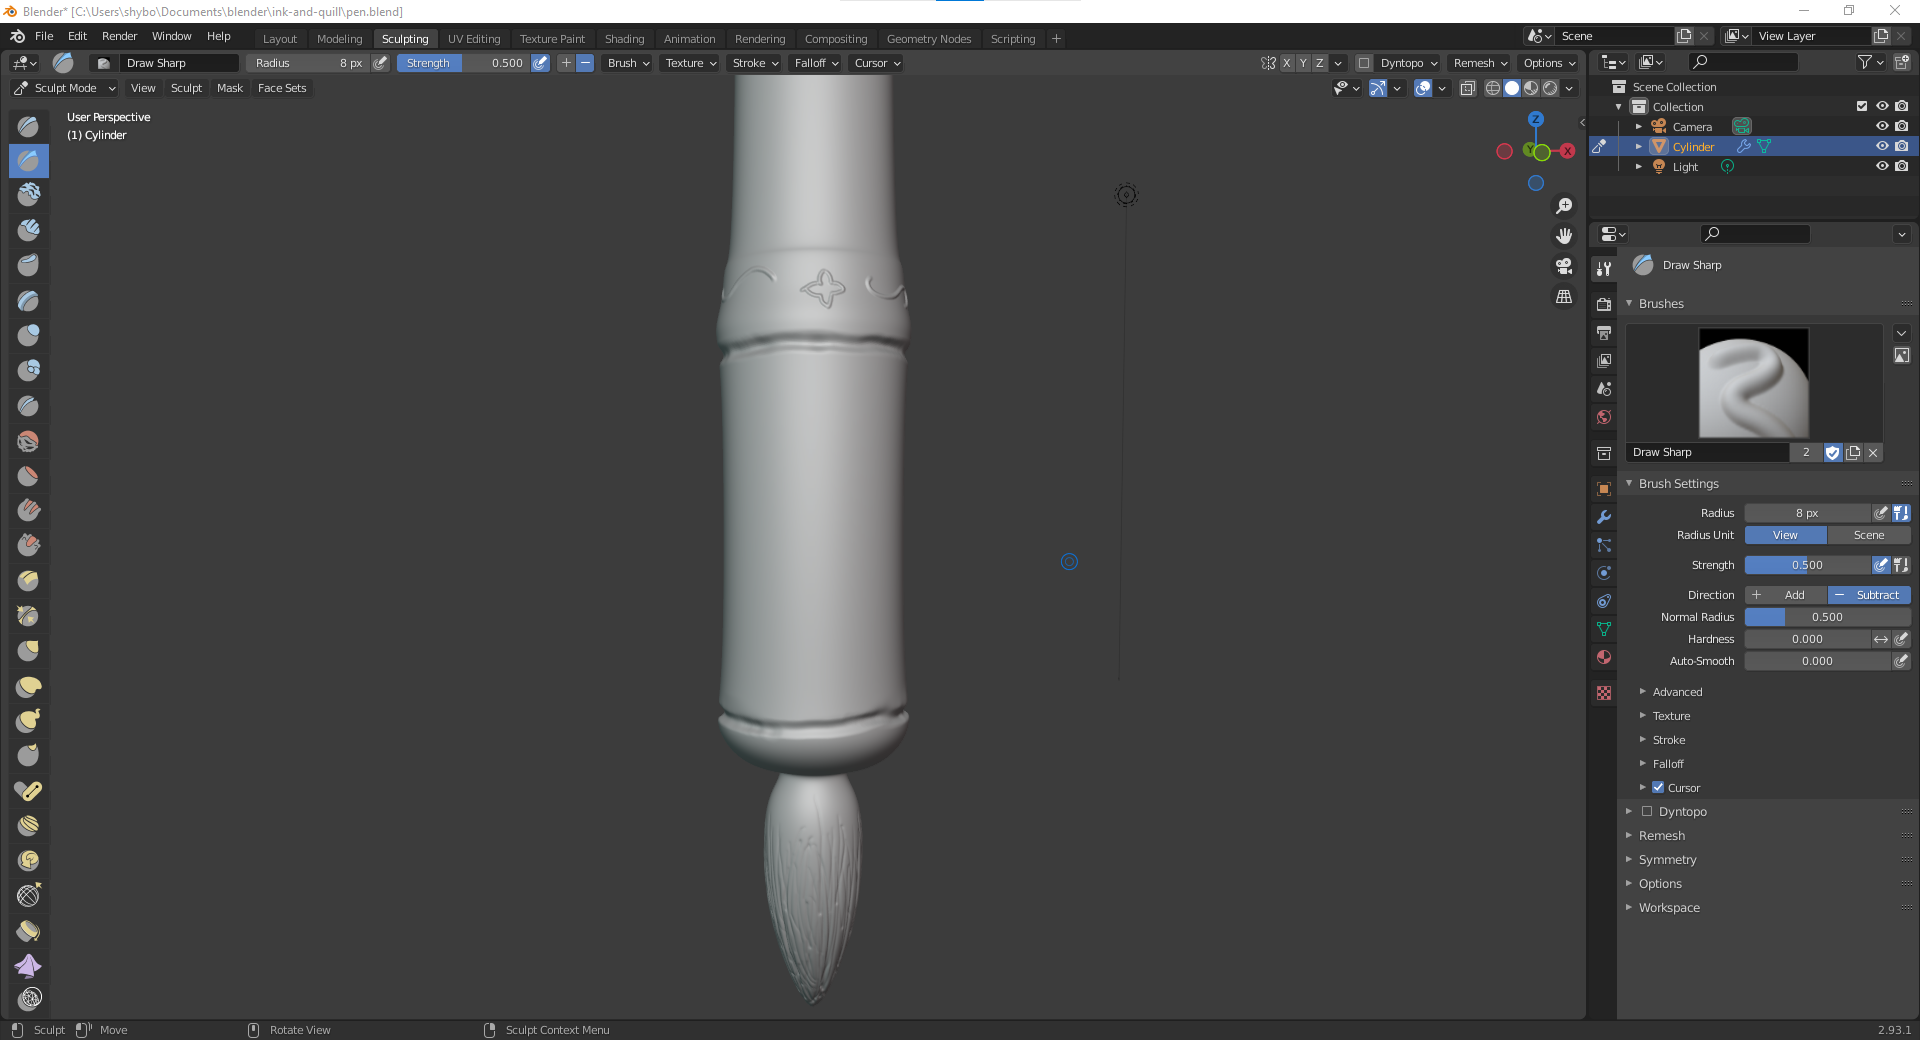 Blender* [C:\Users\shybo\Documents\blender\ink-and-quill\pen.blend]
File Edit Render Window Help Layout Modeling Sculpting UV Editing Texture Paint Shading Animation Rendering Compositing Geometry Nodes Scripting + Scene View Layer
Draw Sharp Radius 8 px Strength 0.500 Brush Texture Stroke Falloff Cursor X Y Z Dyntopo Remesh Options
Sculpt Mode View Sculpt Mask Face Sets
User Perspective
(1) Cylinder
Z
Y
X
Scene Collection
Collection
Camera
Cylinder
Light
Draw Sharp
Brushes
Draw Sharp 2
Brush Settings
Radius 8 px
Radius Unit View Scene
Strength 0.500
Direction + Add − Subtract
Normal Radius 0.500
Hardness 0.000
Auto-Smooth 0.000
Advanced
Texture
Stroke
Falloff
Cursor
Dyntopo
Remesh
Symmetry
Options
Workspace
Sculpt Move Rotate View Sculpt Context Menu 2.93.1